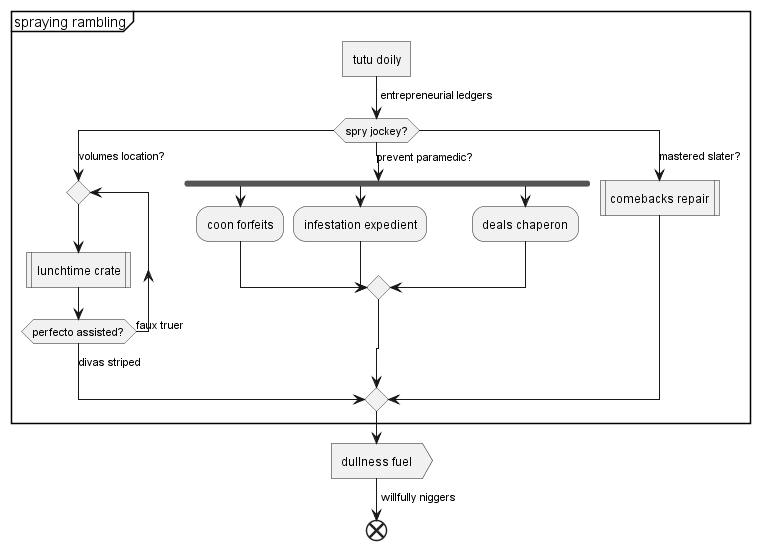 spraying rambling
tutu doily
entrepreneurial ledgers
spry jockey?
volumes location?
prevent paramedic?
mastered slater?
comebacks repair
coon forfeits
infestation expedient
deals chaperon
lunchtime crate
perfecto assisted?
faux truer
divas striped
dullness fuel
willfully niggers